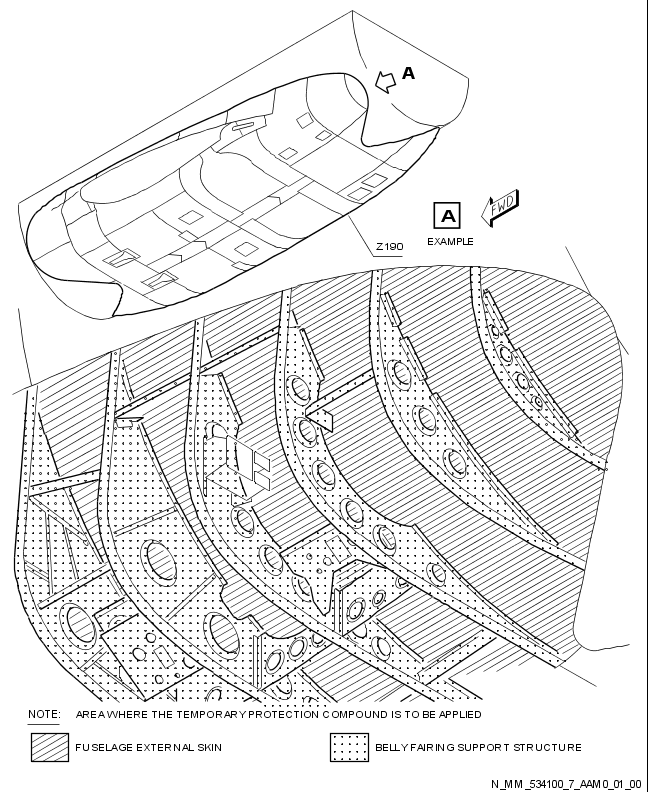 A
FWD
A
EXAMPLE
Z190
NOTE: AREA WHERE THE TEMPORARY PROTECTION COMPOUND IS TO BE APPLIED
FUSELAGE EXTERNAL SKIN
BELLY FAIRING SUPPORT STRUCTURE
N_MM_534100_7_AAM0_01_00